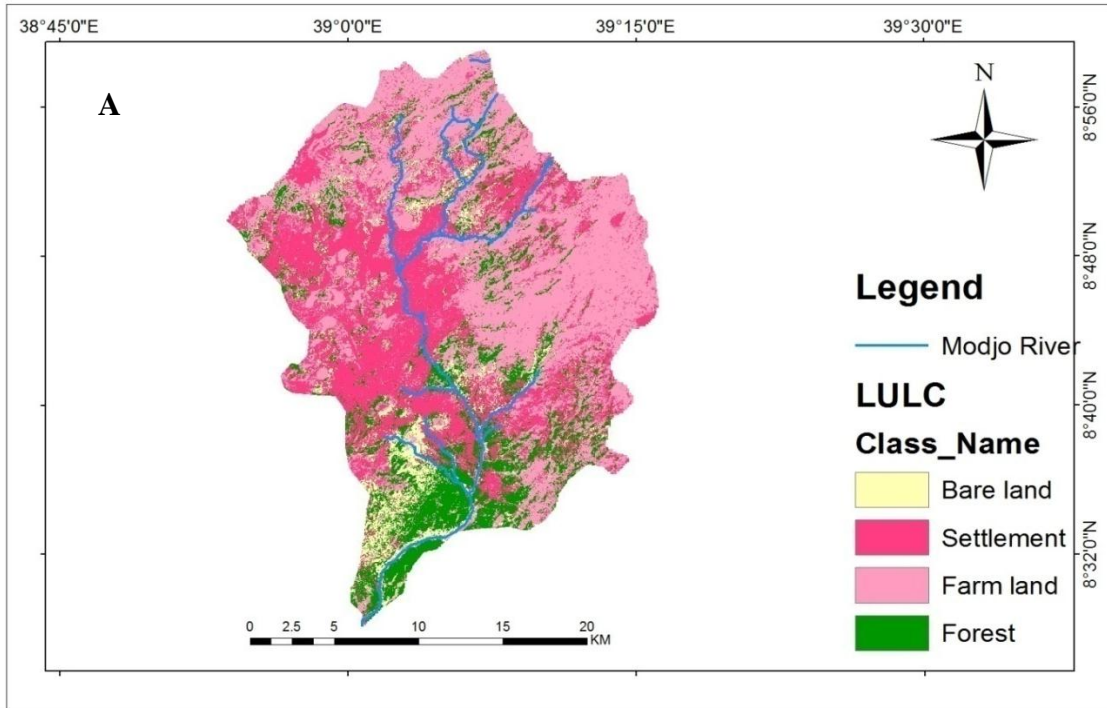 38°45'0"E 39°0'0"E 39°15'0"E 39°30'0"E
A
N
8°56'0"N
8°48'0"N
8°40'0"N
8°32'0"N
Legend
Modjo River
LULC
Class_Name
Bare land
Settlement
Farm land
Forest
0 2.5 5 10 15 20
KM